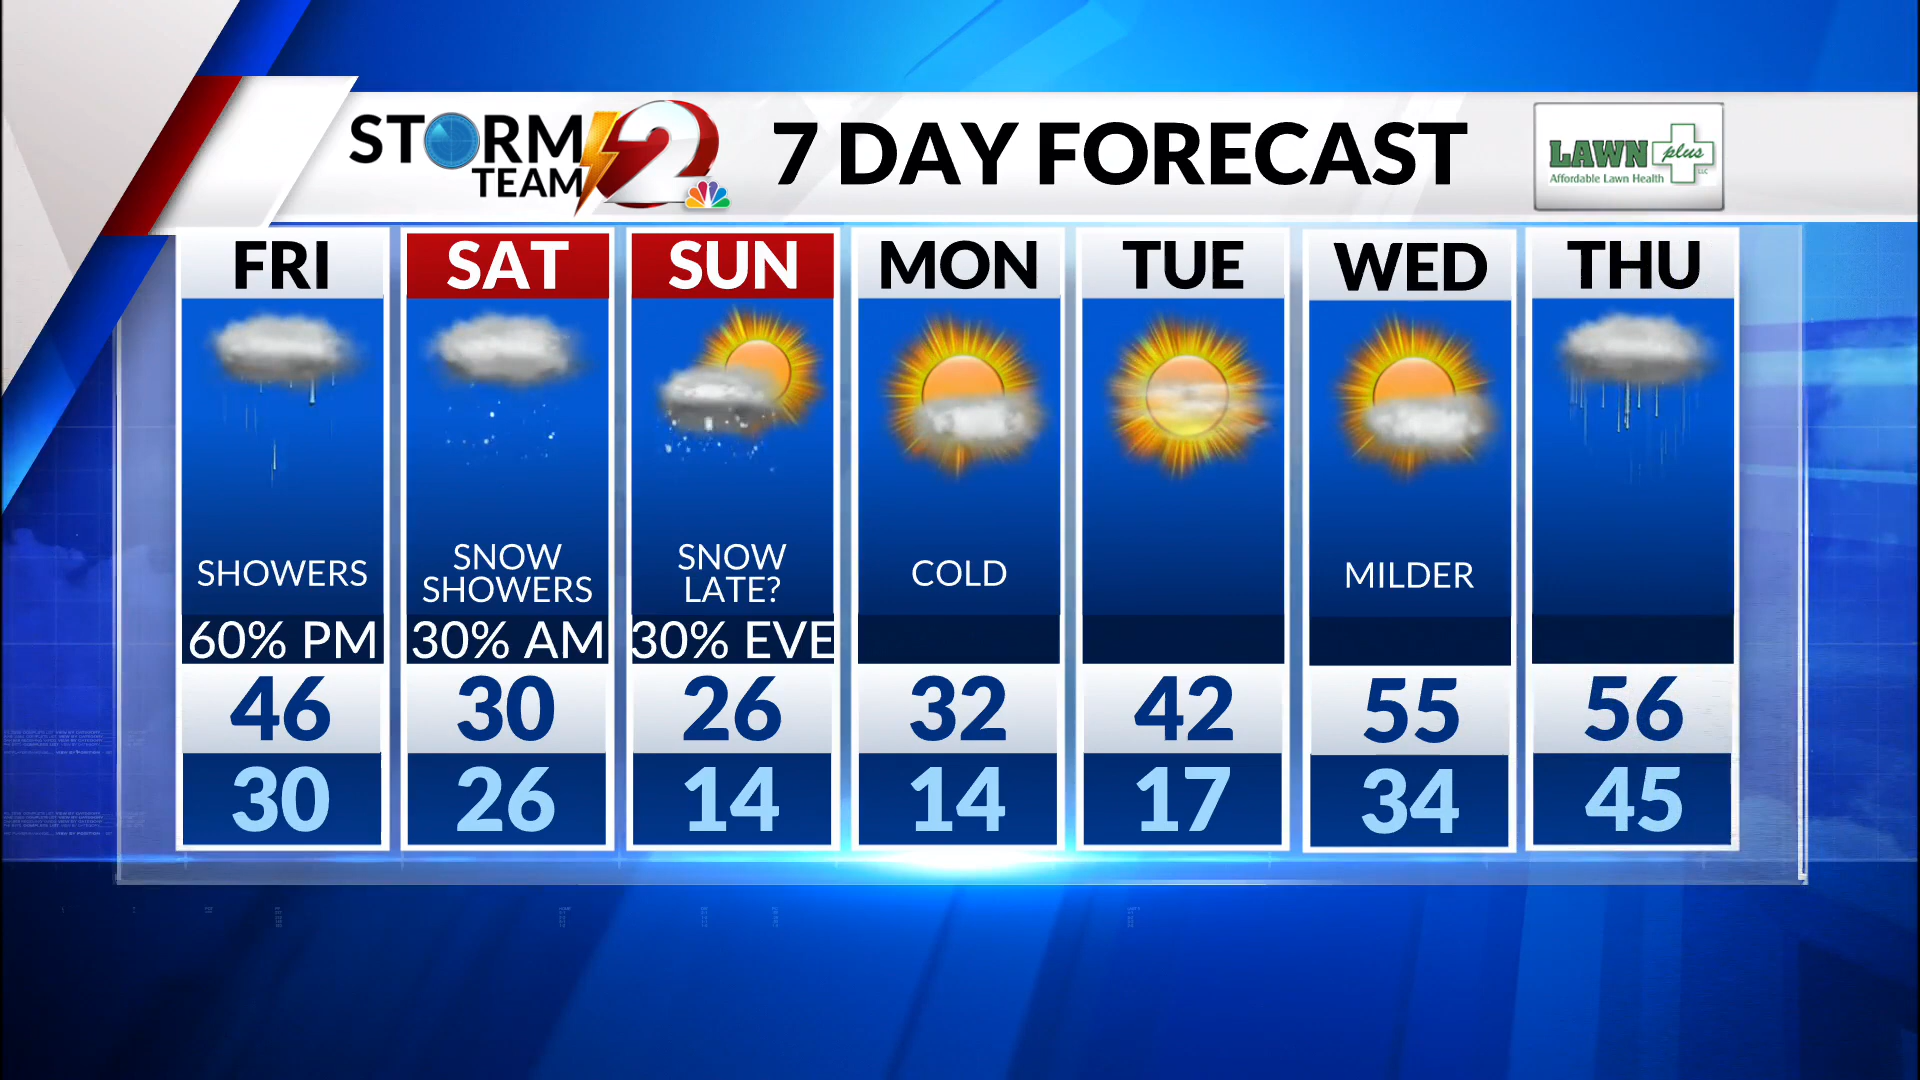 STORM TEAM 2
7 DAY FORECAST
LAWN plus LLC
Affordable Lawn Health
FRI SAT SUN MON TUE WED THU
SHOWERS
SNOW SHOWERS
SNOW LATE?
COLD
MILDER
60% PM 30% AM 30% EVE
46 30 26 32 42 55 56
30 26 14 14 17 34 45